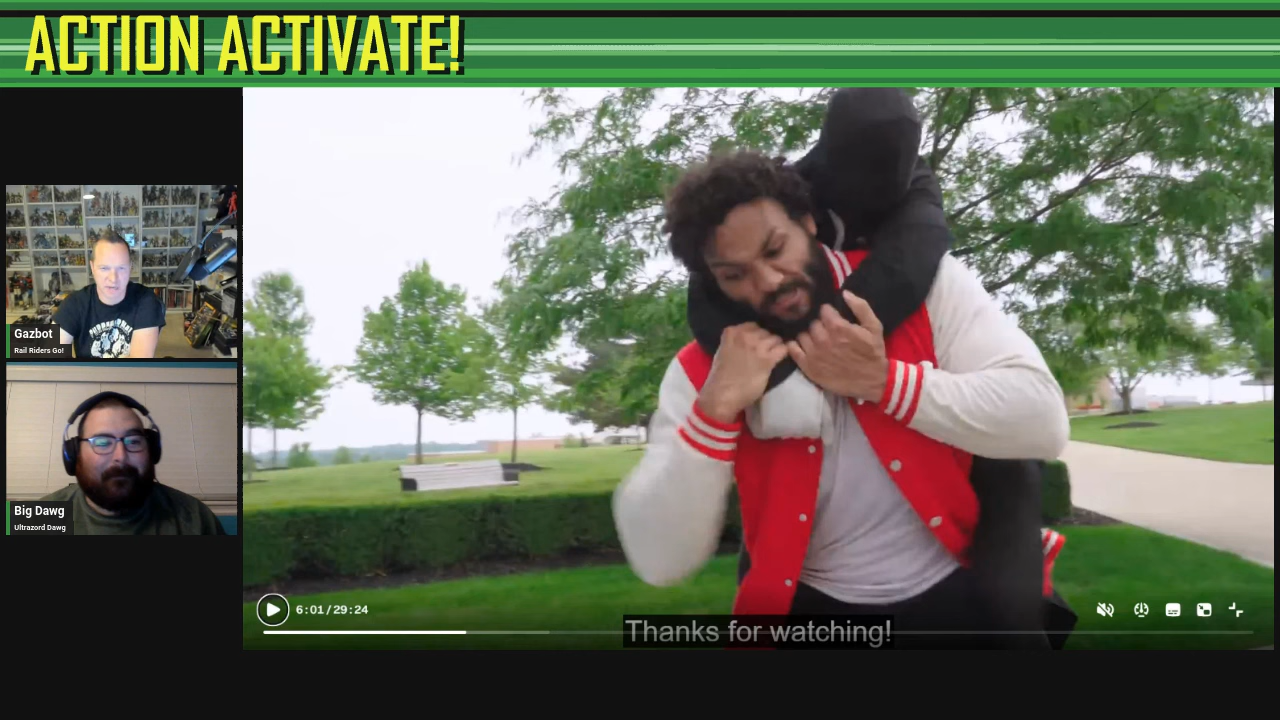 ACTION ACTIVATE!
Gazbot
Rail Riders Go!
Big Dawg
Ultrazord Dawg
6:01 / 29:24
Thanks for watching!